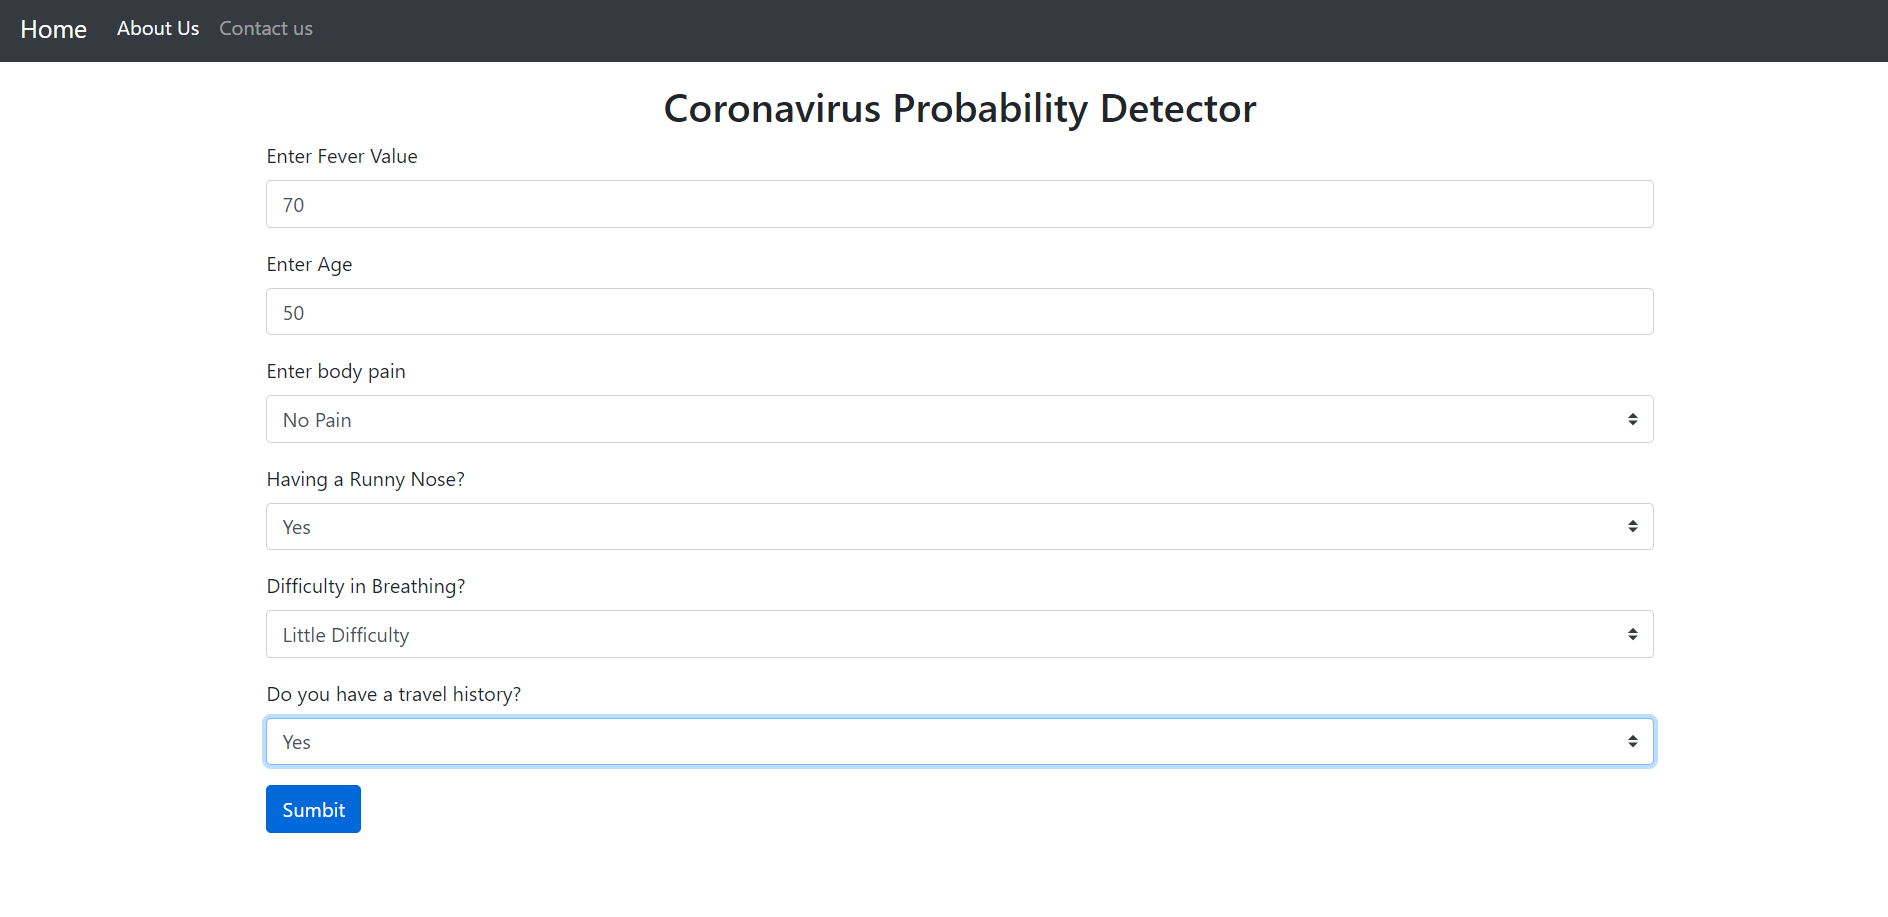 Home About Us Contact us
Coronavirus Probability Detector
Enter Fever Value
70
Enter Age
50
Enter body pain
No Pain
Having a Runny Nose?
Yes
Difficulty in Breathing?
Little Difficulty
Do you have a travel history?
Yes
Sumbit